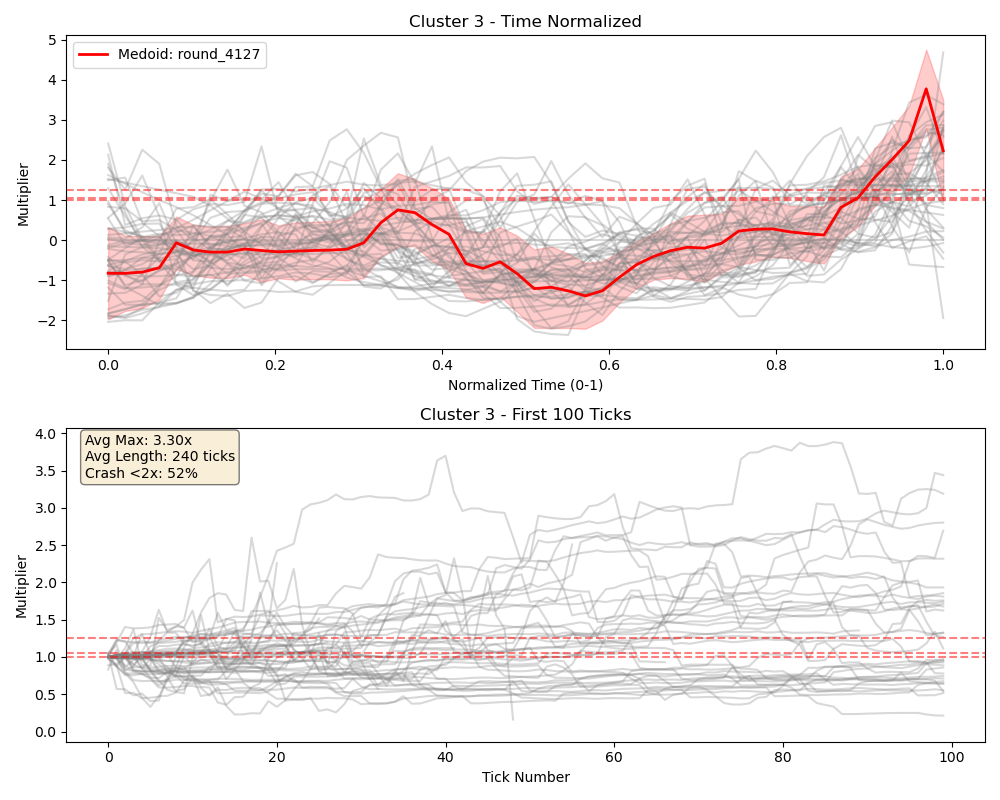 Cluster 3 - Time Normalized
5
4
3
2
1
0
−1
−2
Multiplier
Medoid: round_4127
0.0 0.2 0.4 0.6 0.8 1.0
Normalized Time (0-1)
Cluster 3 - First 100 Ticks
4.0
3.5
3.0
2.5
2.0
1.5
1.0
0.5
0.0
Multiplier
Avg Max: 3.30x
Avg Length: 240 ticks
Crash <2x: 52%
0 20 40 60 80 100
Tick Number